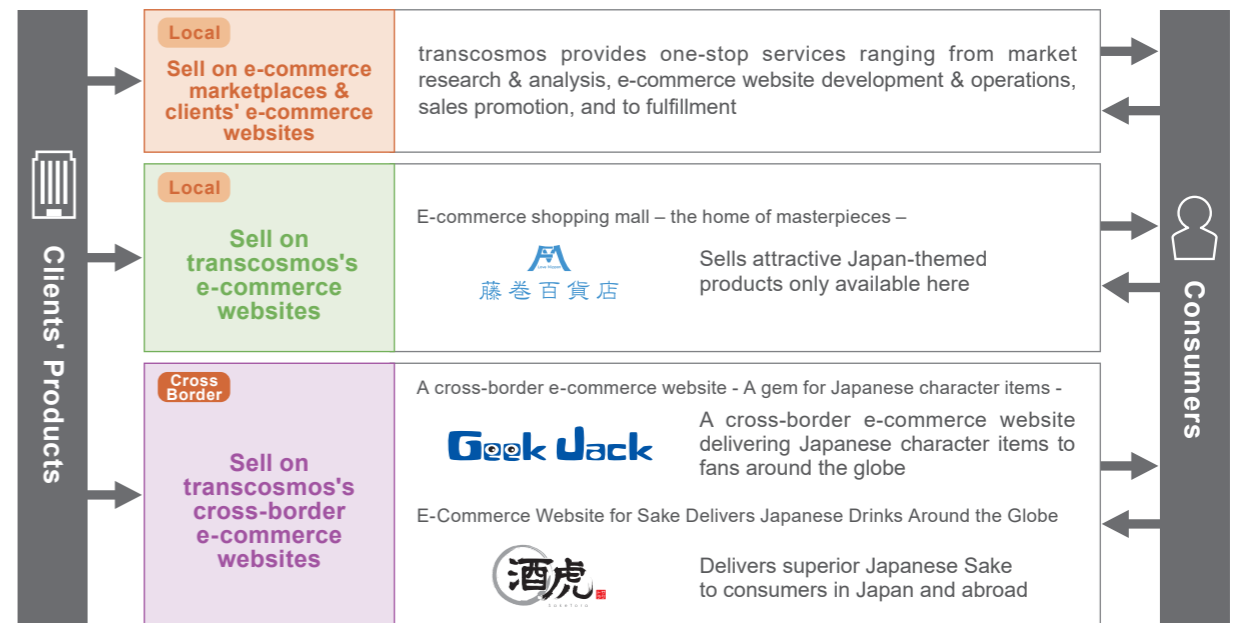 Clients' Products
Local
Sell on e-commerce
marketplaces &
clients' e-commerce
websites
transcosmos provides one-stop services ranging from market
research & analysis, e-commerce website development & operations,
sales promotion, and to fulfillment
Local
Sell on
transcosmos's
e-commerce
websites
E-commerce shopping mall – the home of masterpieces –
藤巻百貨店
Sells attractive Japan-themed
products only available here
Cross
Border
Sell on
transcosmos's
cross-border
e-commerce
websites
A cross-border e-commerce website - A gem for Japanese character items -
Geek Jack
A cross-border e-commerce website
delivering Japanese character items to
fans around the globe
E-Commerce Website for Sake Delivers Japanese Drinks Around the Globe
酒虎
Delivers superior Japanese Sake
to consumers in Japan and abroad
Consumers